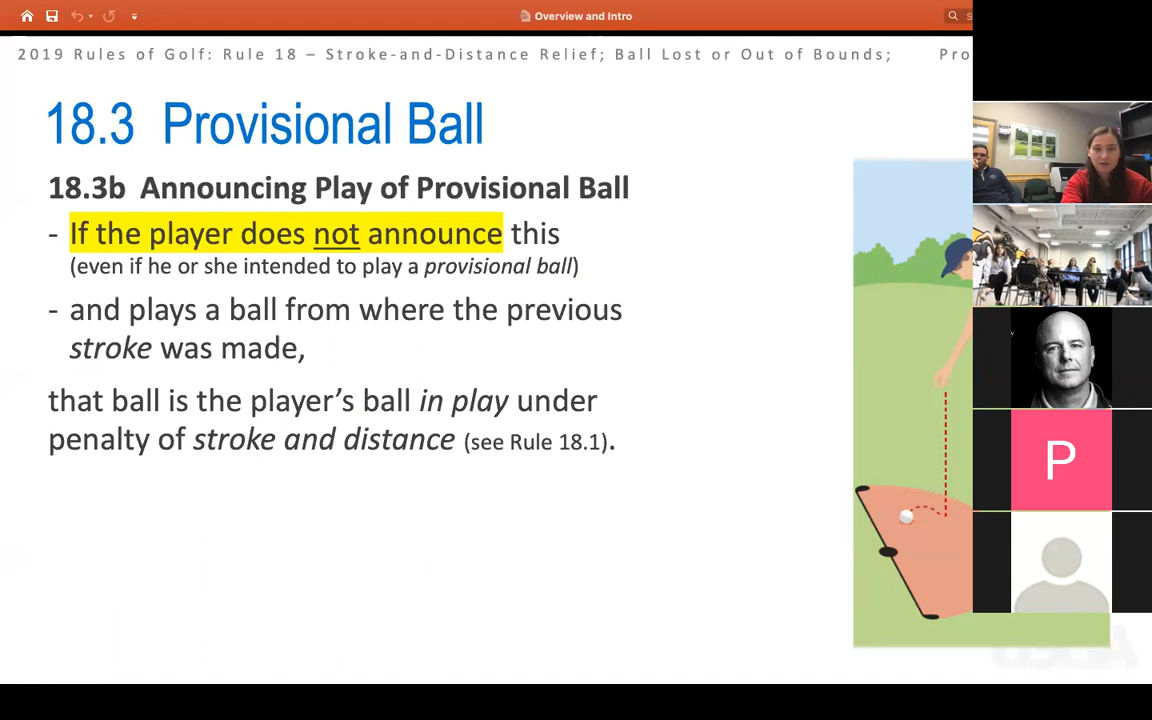 Overview and Intro
2019 Rules of Golf: Rule 18 – Stroke-and-Distance Relief; Ball Lost or Out of Bounds; Pro
18.3 Provisional Ball
18.3b Announcing Play of Provisional Ball
- If the player does not announce this
(even if he or she intended to play a provisional ball)
- and plays a ball from where the previous
stroke was made,
that ball is the player’s ball in play under
penalty of stroke and distance (see Rule 18.1).
P